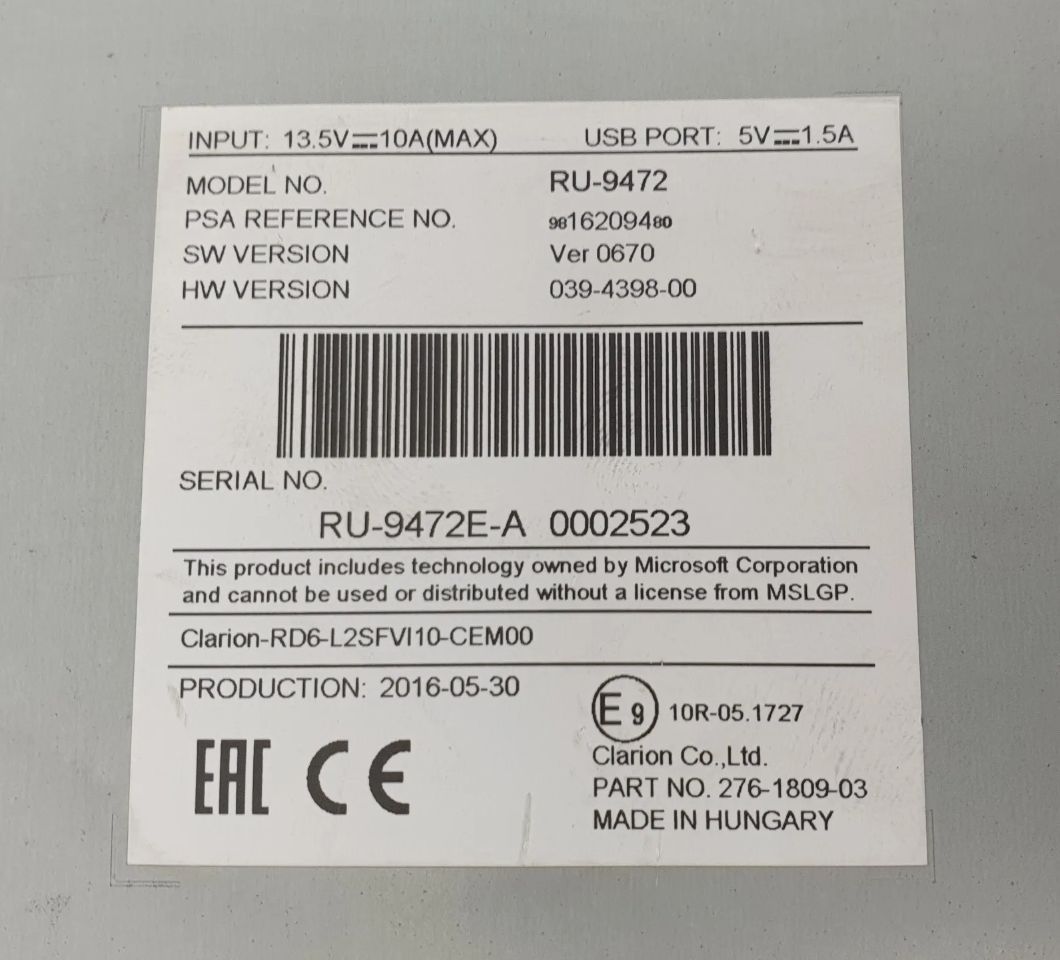 INPUT: 13.5V⎓10A(MAX) USB PORT: 5V⎓1.5A
MODEL NO. RU-9472
PSA REFERENCE NO. 9816209480
SW VERSION Ver 0670
HW VERSION 039-4398-00
SERIAL NO.
RU-9472E-A 0002523
This product includes technology owned by Microsoft Corporation
and cannot be used or distributed without a license from MSLGP.
Clarion-RD6-L2SFVI10-CEM00
PRODUCTION: 2016-05-30
E9 10R-05.1727
EAC CE
Clarion Co.,Ltd.
PART NO. 276-1809-03
MADE IN HUNGARY